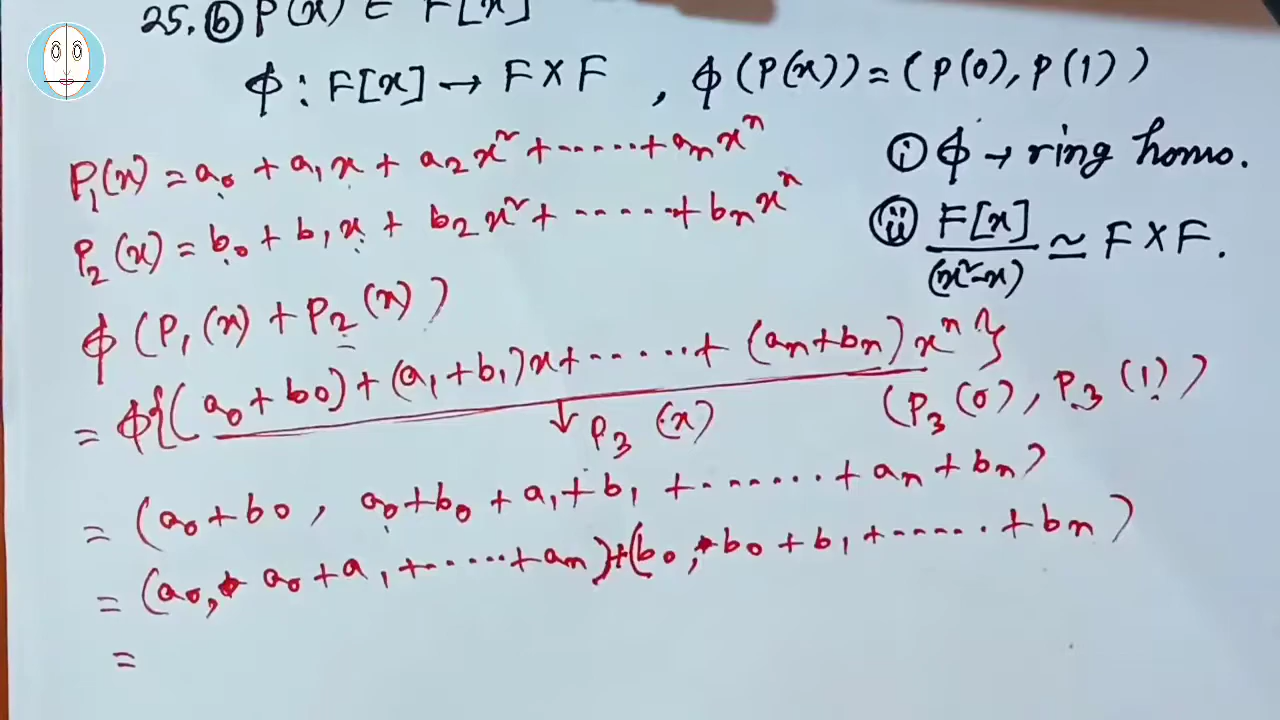 25. ⓑ P(x) ∈ F[x]
ϕ : F[x] → F × F , ϕ(P(x)) = (P(0), P(1))
P₁(x) = a₀ + a₁x + a₂x² + ...... + aₙxⁿ
ⓘ ϕ → ring homo.
P₂(x) = b₀ + b₁x + b₂x² + ...... + bₙxⁿ
ⓘⓘ F[x]/(x²-x) ≃ F × F.
ϕ(P₁(x) + P₂(x))
= ϕ{(a₀ + b₀) + (a₁ + b₁)x + ...... + (aₙ + bₙ)xⁿ}
↓ P₃(x) (P₃(0), P₃(1))
= (a₀ + b₀, a₀ + b₀ + a₁ + b₁ + ....... + aₙ + bₙ)
= (a₀, a₀ + a₁ + ...... + aₙ) + (b₀, b₀ + b₁ + ...... + bₙ)
=